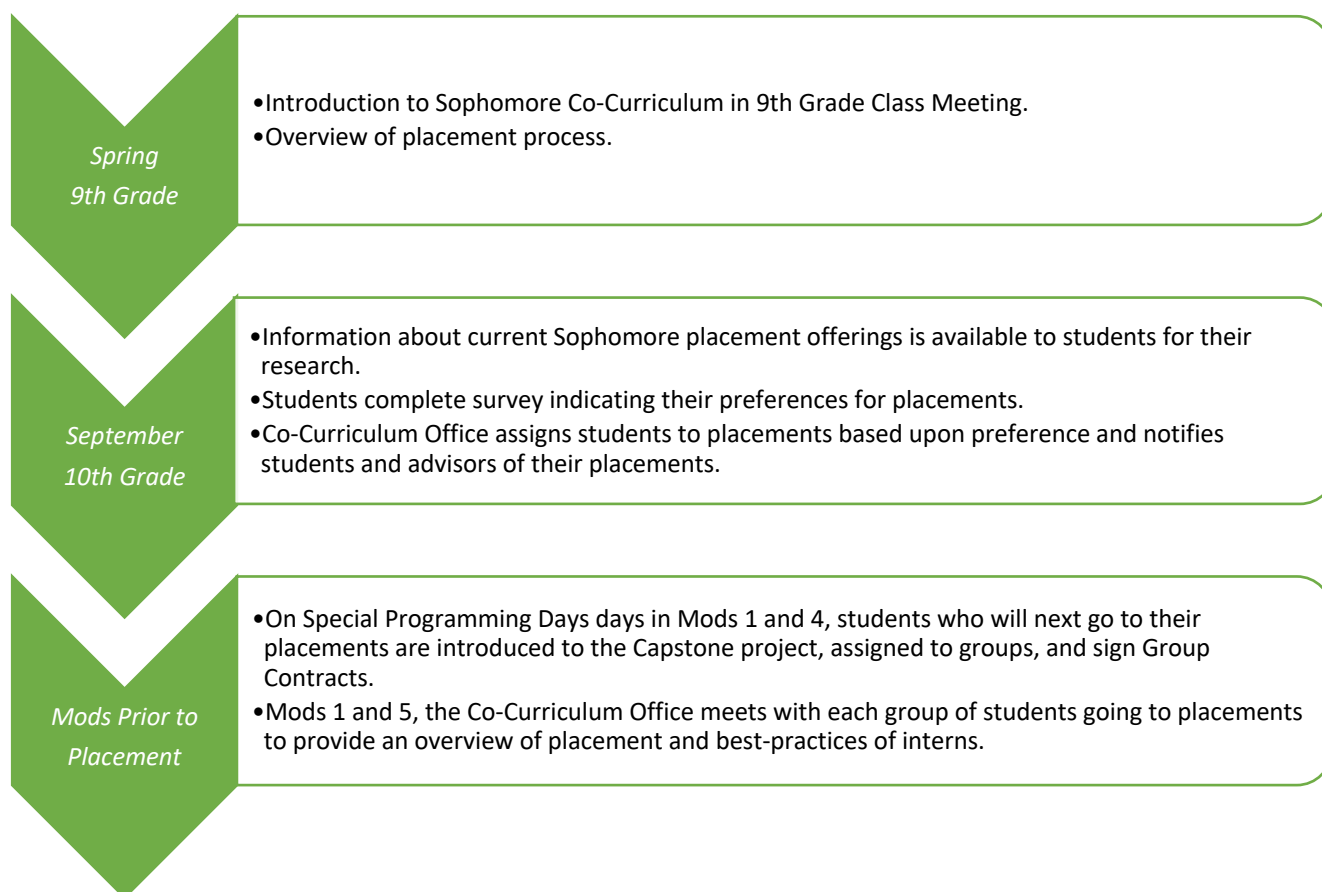 Spring
9th Grade
•Introduction to Sophomore Co-Curriculum in 9th Grade Class Meeting.
•Overview of placement process.
September
10th Grade
•Information about current Sophomore placement offerings is available to students for their
research.
•Students complete survey indicating their preferences for placements.
•Co-Curriculum Office assigns students to placements based upon preference and notifies
students and advisors of their placements.
Mods Prior to
Placement
•On Special Programming Days days in Mods 1 and 4, students who will next go to their
placements are introduced to the Capstone project, assigned to groups, and sign Group
Contracts.
•Mods 1 and 5, the Co-Curriculum Office meets with each group of students going to placements
to provide an overview of placement and best-practices of interns.